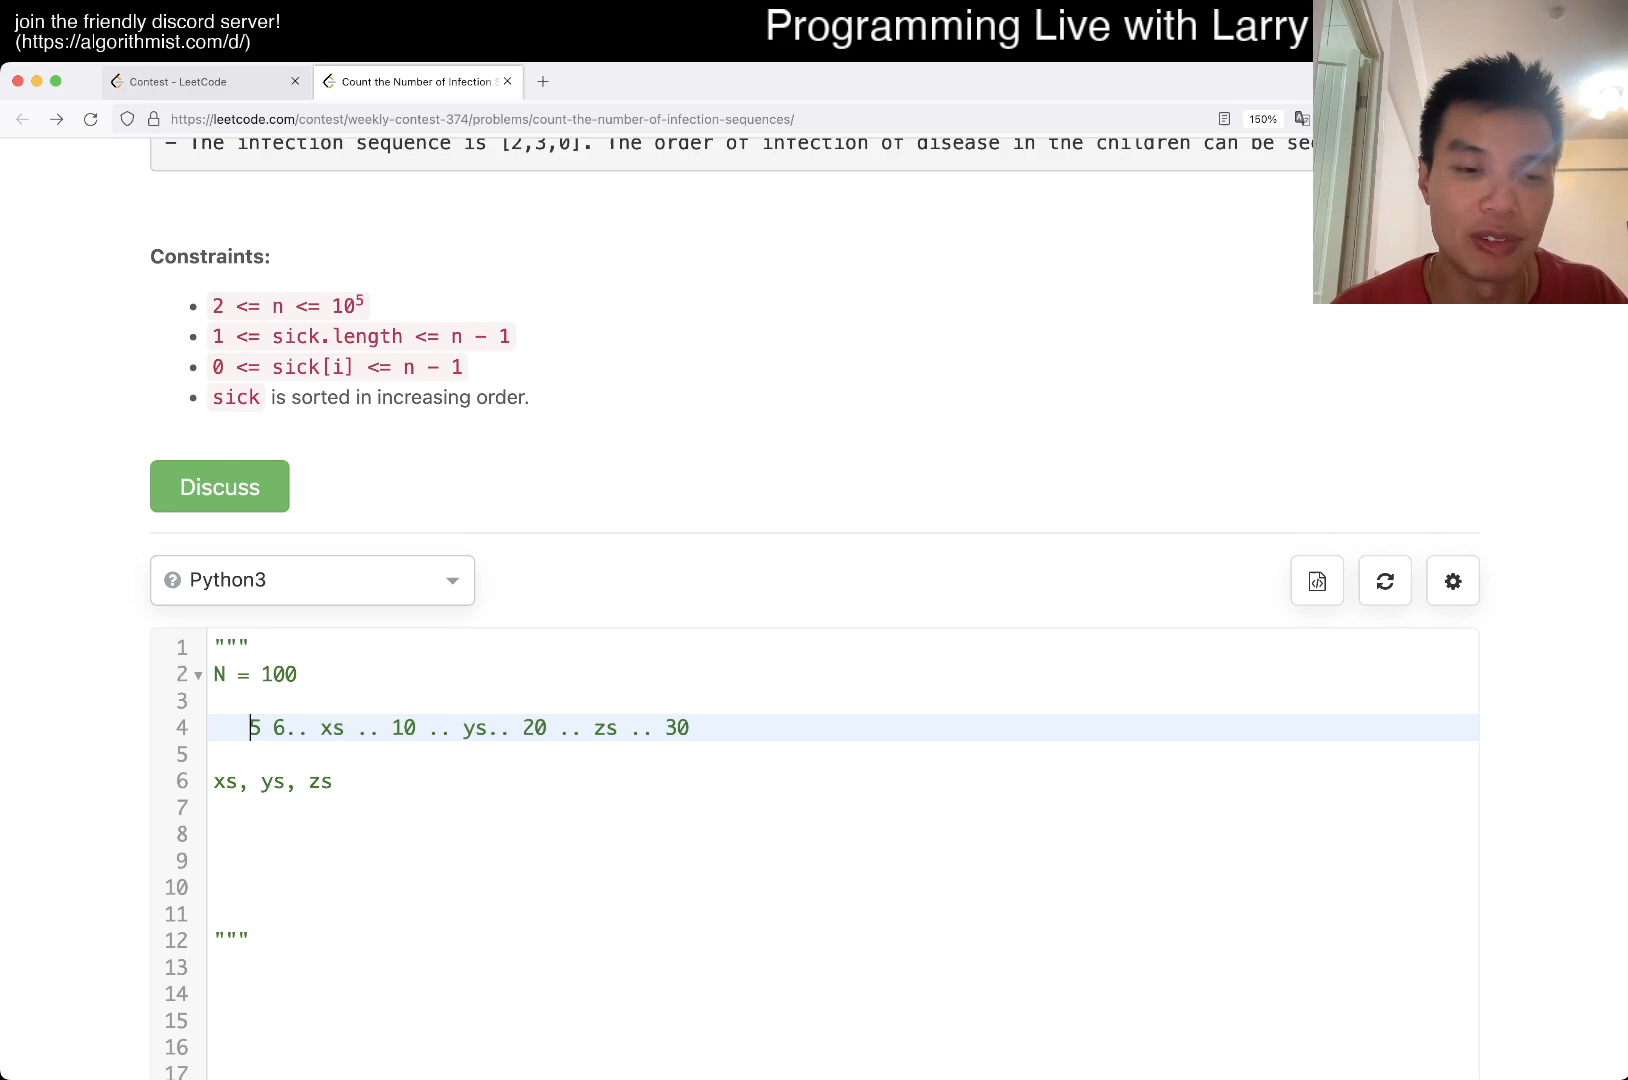 join the friendly discord server!
(https://algorithmist.com/d/)
Programming Live with Larry
Contest - LeetCode
Count the Number of Infection S
https://leetcode.com/contest/weekly-contest-374/problems/count-the-number-of-infection-sequences/
150%
- The infection sequence is [2,3,0]. The order of infection of disease in the children can be se
Constraints:
• 2 <= n <= 10⁵
• 1 <= sick.length <= n - 1
• 0 <= sick[i] <= n - 1
• sick is sorted in increasing order.
Discuss
Python3
1 """
2 N = 100
3
4 5 6.. xs .. 10 .. ys.. 20 .. zs .. 30
5
6 xs, ys, zs
7
8
9
10
11
12 """
13
14
15
16
17